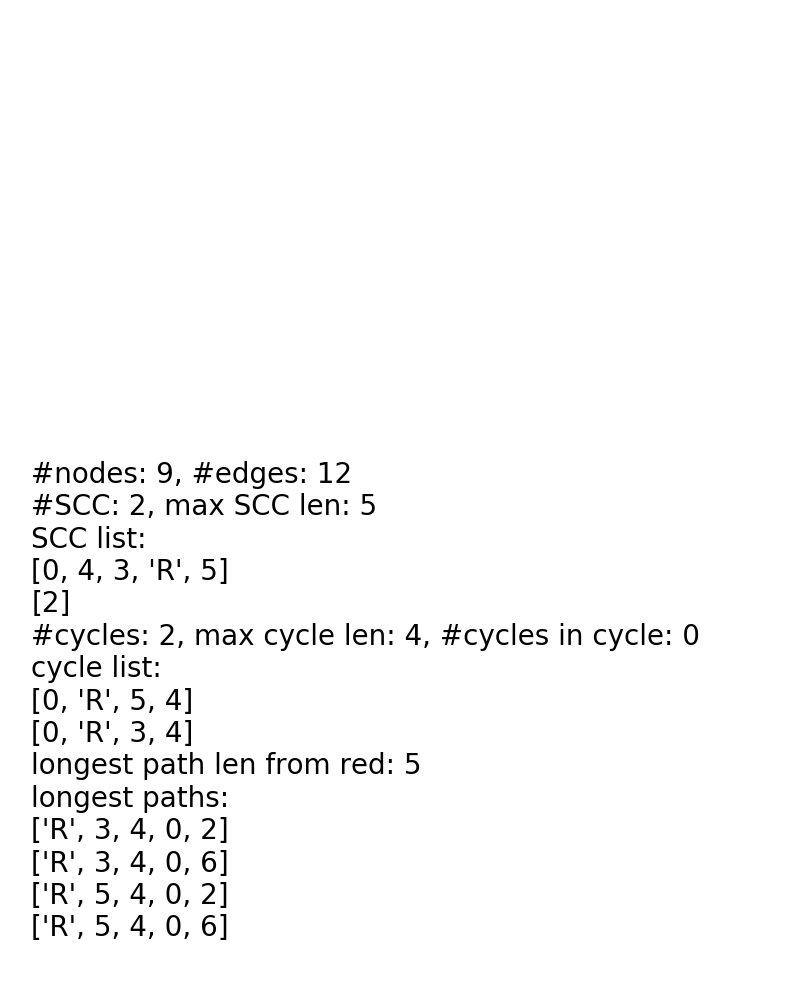 #nodes: 9, #edges: 12
#SCC: 2, max SCC len: 5
SCC list:
[0, 4, 3, 'R', 5]
[2]
#cycles: 2, max cycle len: 4, #cycles in cycle: 0
cycle list:
[0, 'R', 5, 4]
[0, 'R', 3, 4]
longest path len from red: 5
longest paths:
['R', 3, 4, 0, 2]
['R', 3, 4, 0, 6]
['R', 5, 4, 0, 2]
['R', 5, 4, 0, 6]